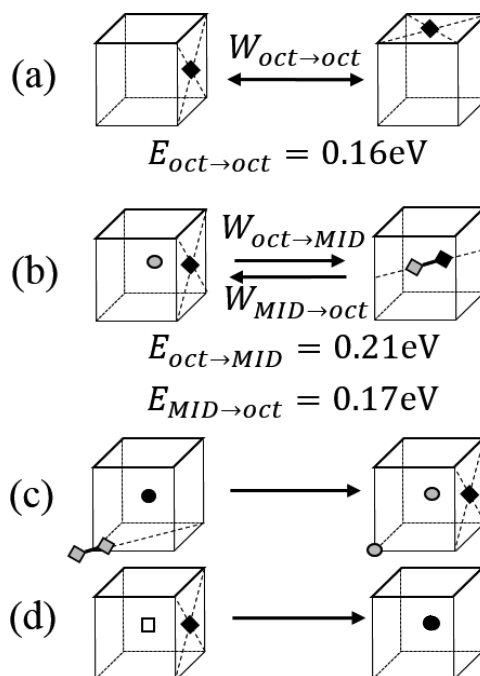 (a) W_{oct→oct}
E_{oct→oct} = 0.16eV
(b) W_{oct→MID}
W_{MID→oct}
E_{oct→MID} = 0.21eV
E_{MID→oct} = 0.17eV
(c)
(d)